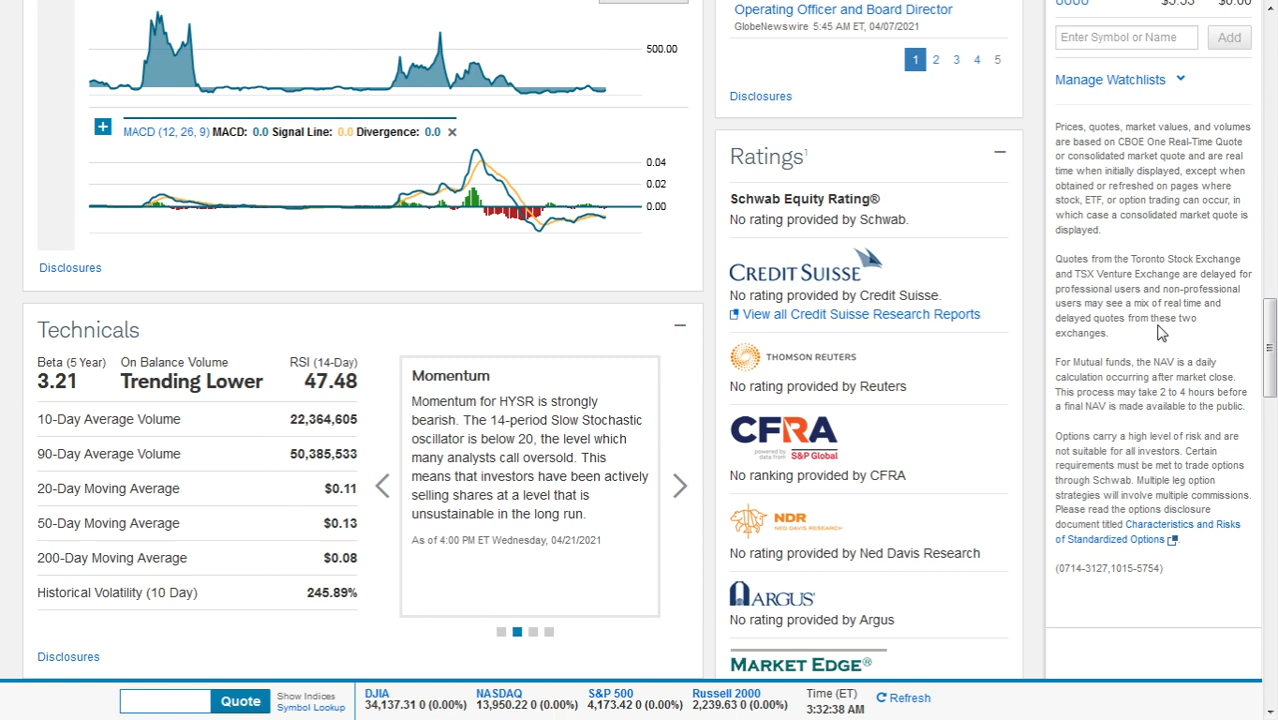 500.00
MACD (12, 26, 9) MACD: 0.0 Signal Line: 0.0 Divergence: 0.0
0.04
0.02
0.00
Disclosures
Technicals
Beta (5 Year) On Balance Volume RSI (14-Day)
3.21 Trending Lower 47.48
10-Day Average Volume 22,364,605
90-Day Average Volume 50,385,533
20-Day Moving Average $0.11
50-Day Moving Average $0.13
200-Day Moving Average $0.08
Historical Volatility (10 Day) 245.89%
Disclosures
Momentum
Momentum for HYSR is strongly
bearish. The 14-period Slow Stochastic
oscillator is below 20, the level which
many analysts call oversold. This
means that investors have been actively
selling shares at a level that is
unsustainable in the long run.
As of 4:00 PM ET Wednesday, 04/21/2021
Operating Officer and Board Director
GlobeNewswire 5:45 AM ET, 04/07/2021
1 2 3 4 5
Disclosures
Ratings1
Schwab Equity Rating®
No rating provided by Schwab.
CREDIT SUISSE
No rating provided by Credit Suisse.
View all Credit Suisse Research Reports
THOMSON REUTERS
No rating provided by Reuters
CFRA
powered by
data from S&P Global
No ranking provided by CFRA
NDR
NED DAVIS RESEARCH
No rating provided by Ned Davis Research
ARGUS
No rating provided by Argus
MARKET EDGE®
Enter Symbol or Name Add
Manage Watchlists
Prices, quotes, market values, and volumes
are based on CBOE One Real-Time Quote
or consolidated market quote and are real
time when initially displayed, except when
obtained or refreshed on pages where
stock, ETF, or option trading can occur, in
which case a consolidated market quote is
displayed.
Quotes from the Toronto Stock Exchange
and TSX Venture Exchange are delayed for
professional users and non-professional
users may see a mix of real time and
delayed quotes from these two
exchanges.
For Mutual funds, the NAV is a daily
calculation occurring after market close.
This process may take 2 to 4 hours before
a final NAV is made available to the public.
Options carry a high level of risk and are
not suitable for all investors. Certain
requirements must be met to trade options
through Schwab. Multiple leg option
strategies will involve multiple commissions.
Please read the options disclosure
document titled Characteristics and Risks
of Standardized Options.
(0714-3127,1015-5754)
Quote
Show Indices
Symbol Lookup
DJIA
34,137.31 0 (0.00%)
NASDAQ
13,950.22 0 (0.00%)
S&P 500
4,173.42 0 (0.00%)
Russell 2000
2,239.63 0 (0.00%)
Time (ET)
3:32:38 AM
Refresh